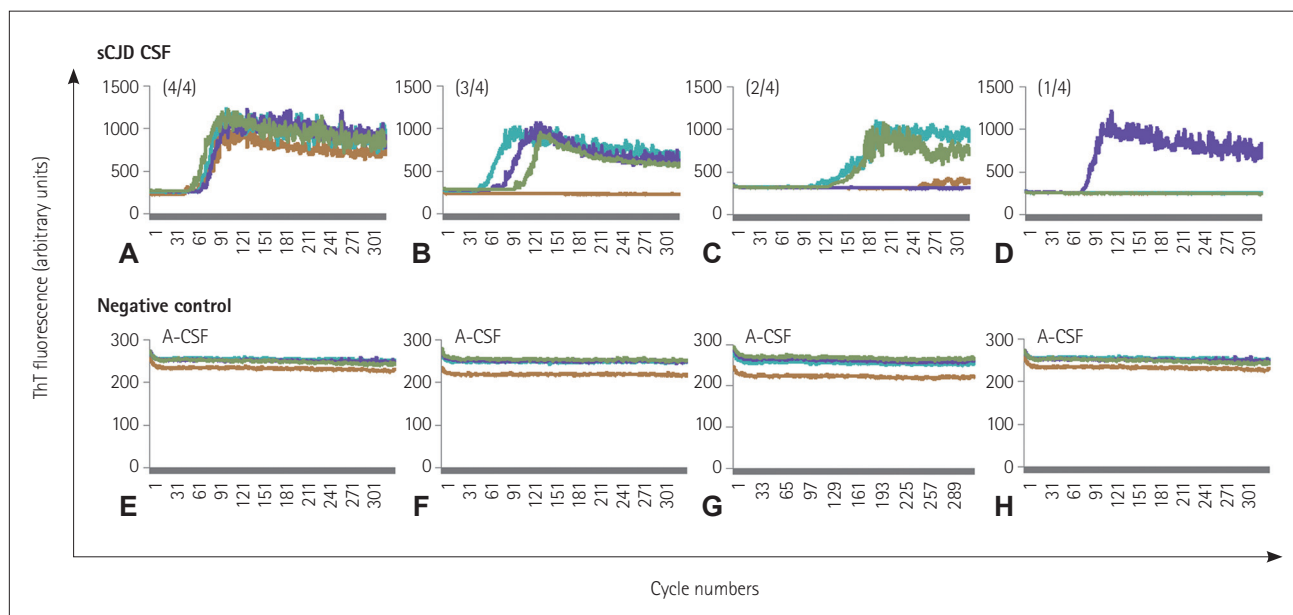 sCJD CSF
(4/4) (3/4) (2/4) (1/4)
1500 1500 1500 1500
1000 1000 1000 1000
500 500 500 500
0 0 0 0
1 31 61 91 121 151 181 211 241 271 301
1 31 61 91 121 151 181 211 241 271 301
1 31 61 91 121 151 181 211 241 271 301
1 31 61 91 121 151 181 211 241 271 301
A B C D
Negative control
A-CSF A-CSF A-CSF A-CSF
300 300 300 300
200 200 200 200
100 100 100 100
0 0 0 0
1 31 61 91 121 151 181 211 241 271 301
1 31 61 91 121 151 181 211 241 271 301
1 33 65 97 129 161 193 225 257 289
1 31 61 91 121 151 181 211 241 271 301
E F G H
ThT fluorescence (arbitrary units)
Cycle numbers